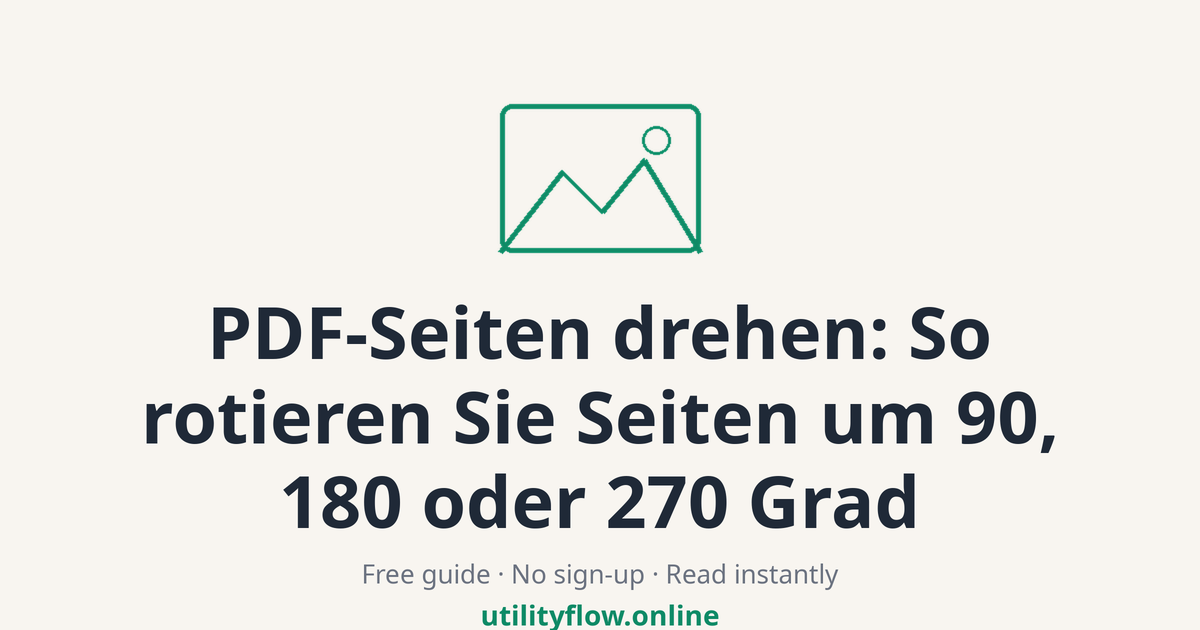 PDF-Seiten drehen: So
rotieren Sie Seiten um 90,
180 oder 270 Grad
Free guide · No sign-up · Read instantly
utilityflow.online